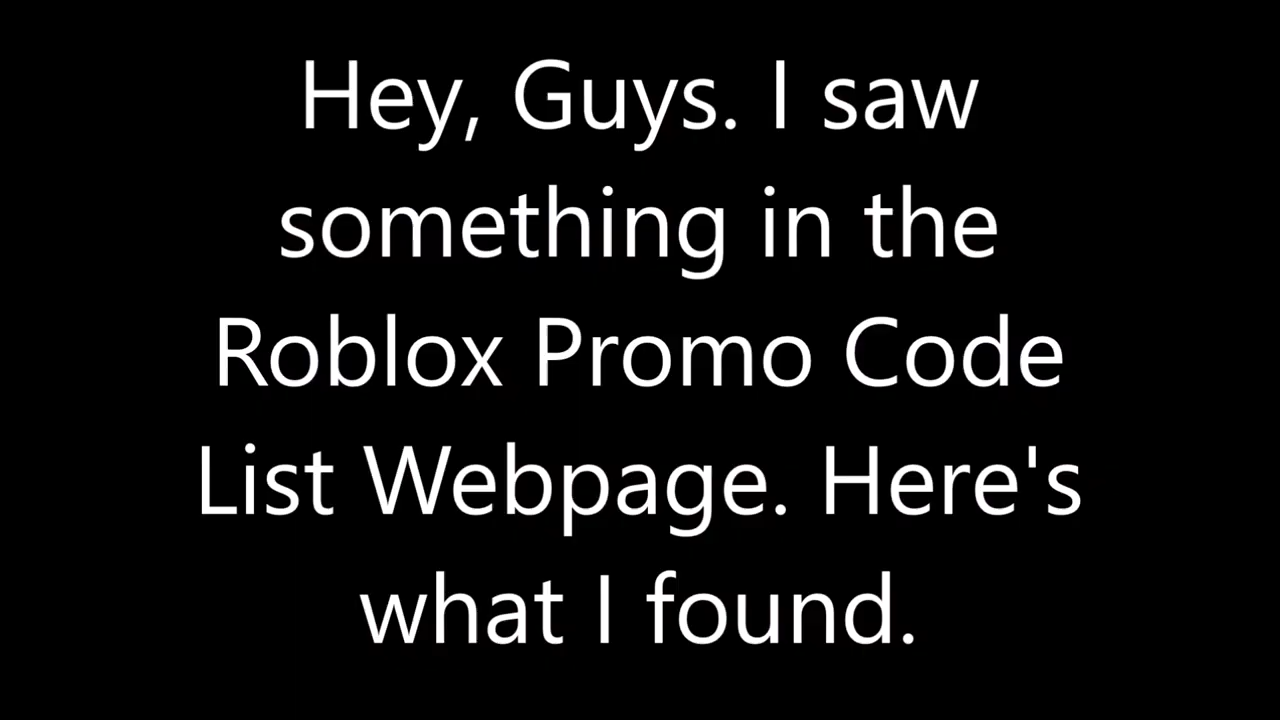 Hey, Guys. I saw
something in the
Roblox Promo Code
List Webpage. Here's
what I found.